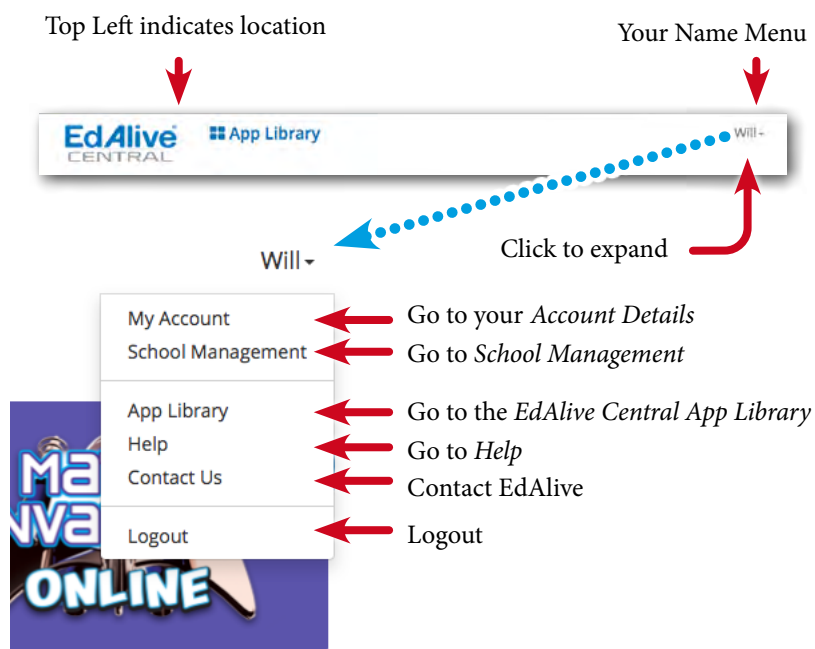 Top Left indicates location
Your Name Menu
EdAlive
CENTRAL
App Library
Will
Click to expand
Will
My Account
Go to your Account Details
School Management
Go to School Management
App Library
Go to the EdAlive Central App Library
Help
Go to Help
Contact Us
Contact EdAlive
Logout
Logout
ONLINE